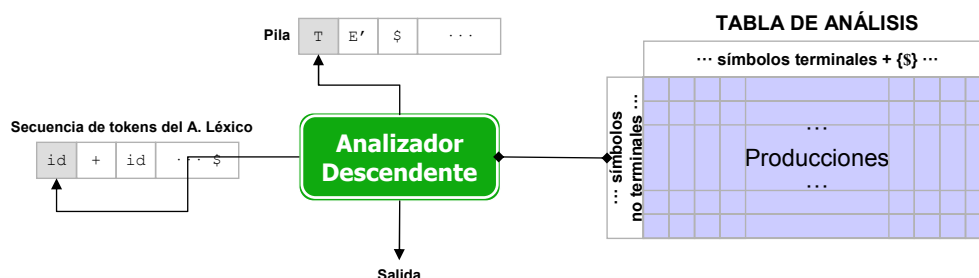 TABLA DE ANÁLISIS
Pila
T E′ $ ···
··· símbolos terminales + {$} ···
··· símbolos
no terminales ···
Secuencia de tokens del A. Léxico
id + id ··· $
Analizador
Descendente
...
Producciones
...
Salida